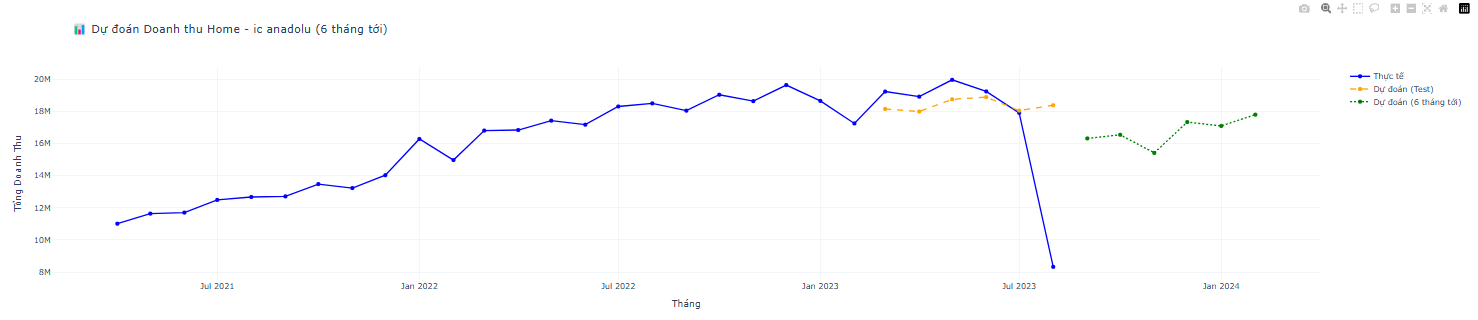 Dự đoán Doanh thu Home - ic anadolu (6 tháng tới)
Thực tế
Dự đoán (Test)
Dự đoán (6 tháng tới)
Tổng Doanh Thu
20M
18M
16M
14M
12M
10M
8M
Jul 2021
Jan 2022
Jul 2022
Jan 2023
Jul 2023
Jan 2024
Tháng